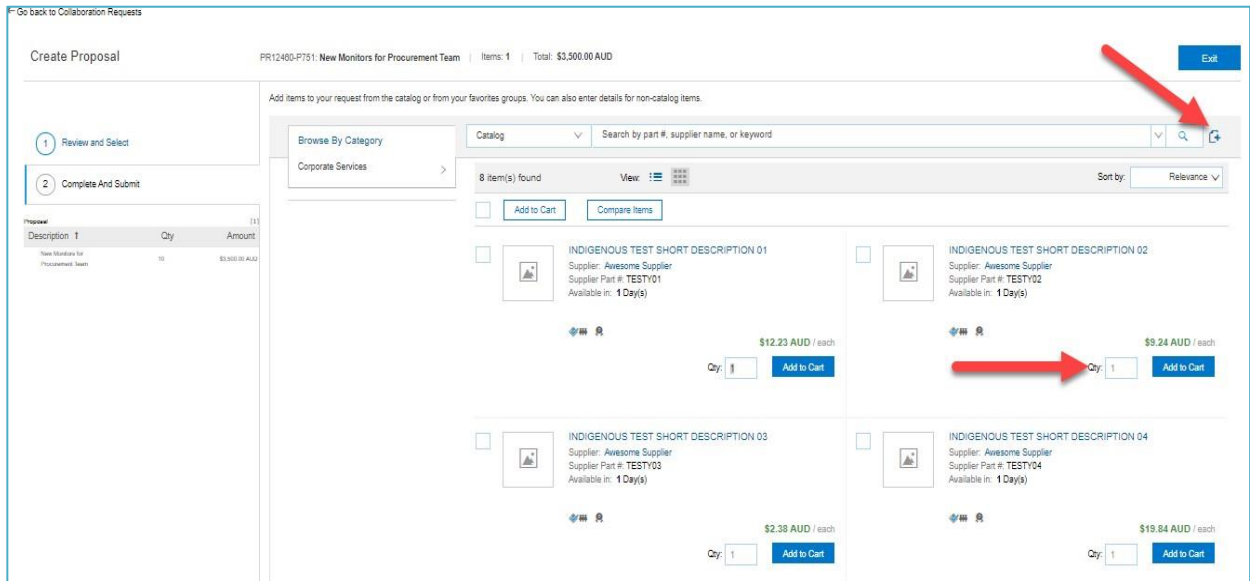 Go back to Collaboration Requests
Create Proposal
PR12460-P751: New Monitors for Procurement Team | Items: 1 | Total: $3,500.00 AUD
Exit
Add items to your request from the catalog or from your favorites groups. You can also enter details for non-catalog items.
1 Review and Select
2 Complete And Submit
Proposal [1]
Description ↑ Qty Amount
New Monitors for
Procurement Team 10 $3,500.00 AUD
Browse By Category
Corporate Services
Catalog Search by part #, supplier name, or keyword
8 item(s) found View: Sort by: Relevance
Add to Cart Compare Items
INDIGENOUS TEST SHORT DESCRIPTION 01
Supplier: Awesome Supplier
Supplier Part #: TESTY01
Available in: 1 Day(s)
$12.23 AUD / each
Qty: 1 Add to Cart
INDIGENOUS TEST SHORT DESCRIPTION 02
Supplier: Awesome Supplier
Supplier Part #: TESTY02
Available in: 1 Day(s)
$9.24 AUD / each
Qty: 1 Add to Cart
INDIGENOUS TEST SHORT DESCRIPTION 03
Supplier: Awesome Supplier
Supplier Part #: TESTY03
Available in: 1 Day(s)
$2.38 AUD / each
Qty: 1 Add to Cart
INDIGENOUS TEST SHORT DESCRIPTION 04
Supplier: Awesome Supplier
Supplier Part #: TESTY04
Available in: 1 Day(s)
$19.84 AUD / each
Qty: 1 Add to Cart